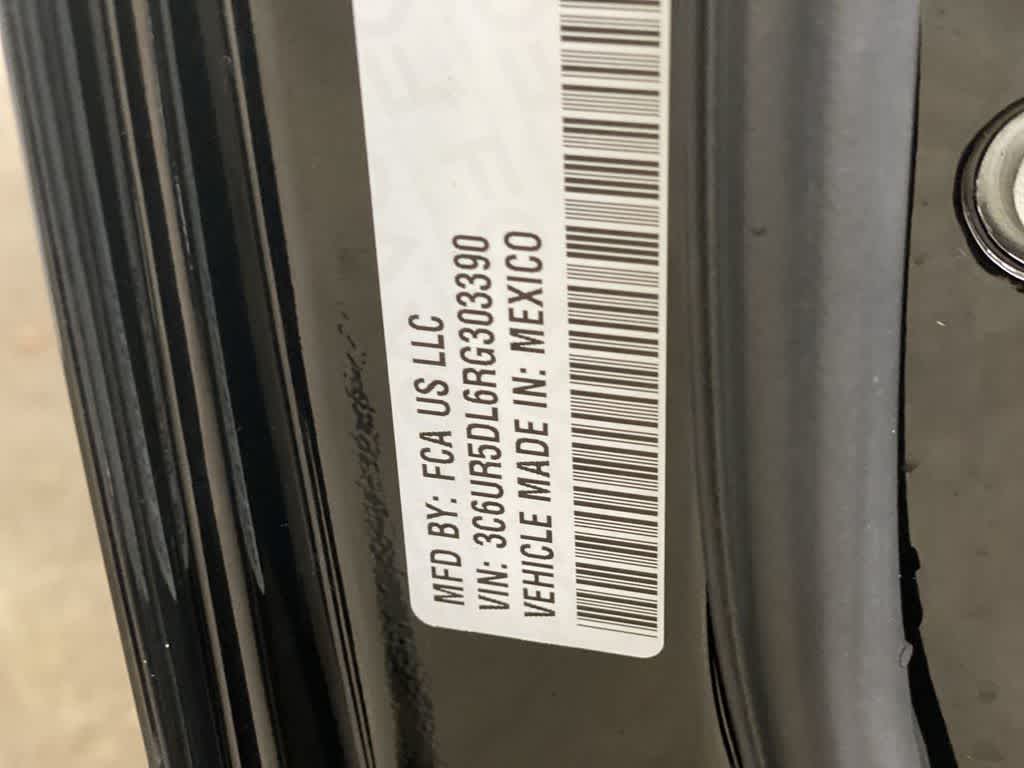 MFD BY: FCA US LLC
VIN: 3C6UR5DL6RG303390
VEHICLE MADE IN: MEXICO